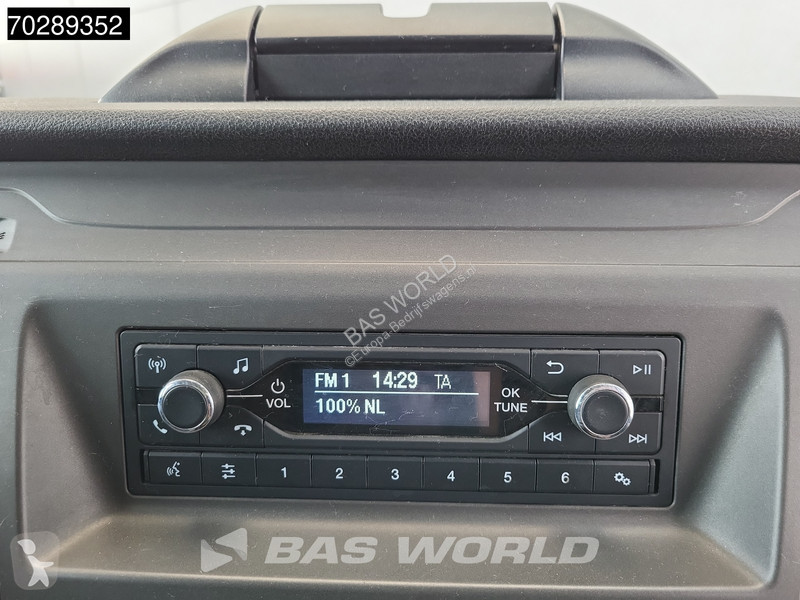 70289352
BAS WORLD
©Europa-Bedrijfswagens.nl
FM 1 14:29 TA
100% NL
VOL
OK
TUNE
1 2 3 4 5 6
BAS WORLD